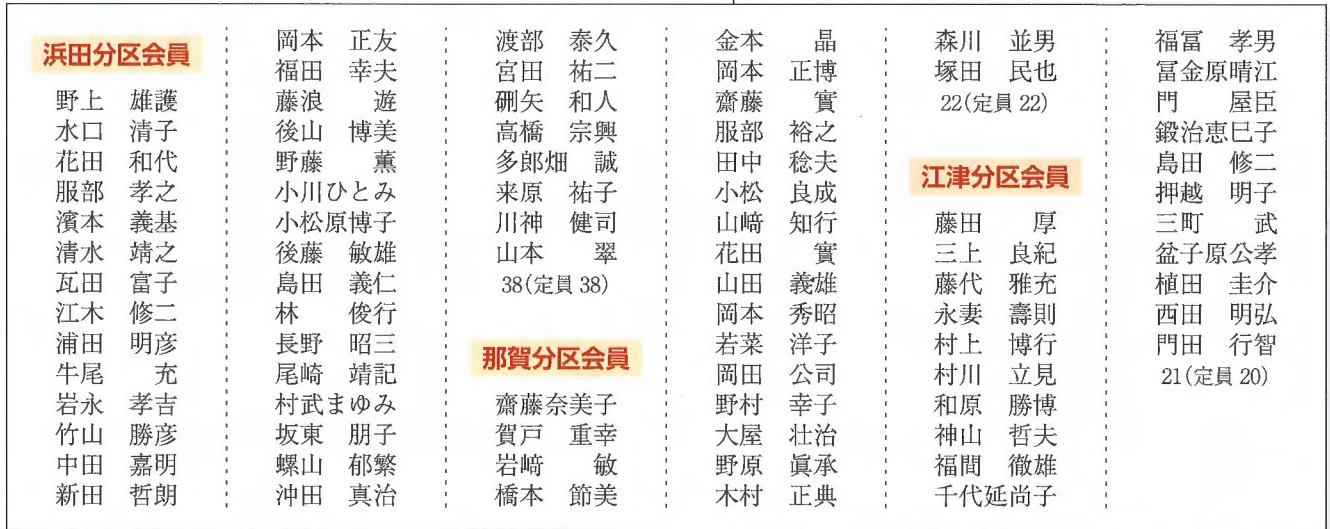 浜田分区会員
野上　雄護
水口　清子
花田　和代
服部　孝之
濱本　義基
清水　靖之
瓦田　富子
江木　修二
浦田　明彦
牛尾　　充
岩永　孝吉
竹山　勝彦
中田　嘉明
新田　哲朗
岡本　正友
福田　幸夫
藤浪　　遊
後山　博美
野藤　　薫
小川ひとみ
小松原博子
後藤　敏雄
島田　義仁
林　　俊行
長野　昭三
尾崎　靖記
村武まゆみ
坂東　朋子
螺山　郁繁
沖田　真治
渡部　泰久
宮田　祐二
硎矢　和人
高橋　宗興
多郎畑　誠
来原　祐子
川神　健司
山本　　翠
38(定員 38)
那賀分区会員
齋藤奈美子
賀戸　重幸
岩﨑　　敏
橋本　節美
金本　　晶
岡本　正博
齋藤　　實
服部　裕之
田中　稔夫
小松　良成
山﨑　知行
花田　　實
山田　義雄
岡本　秀昭
若菜　洋子
岡田　公司
野村　幸子
大屋　壮治
野原　眞承
木村　正典
森川　並男
塚田　民也
22(定員 22)
江津分区会員
藤田　　厚
三上　良紀
藤代　雅充
永妻　壽則
村上　博行
村川　立見
和原　勝博
神山　哲夫
福間　徹雄
千代延尚子
福冨　孝男
冨金原晴江
門　　屋臣
鍛治恵巳子
島田　修二
押越　明子
三町　　武
盆子原公孝
植田　圭介
西田　明弘
門田　行智
21(定員 20)